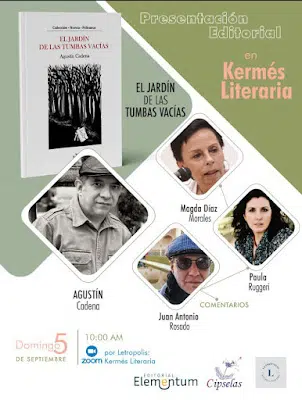 Presentación
Editorial
en
Kermés
Literaria
EL JARDÍN
DE LAS TUMBAS VACÍAS
Agustín Cadena
EL JARDÍN
DE LAS
TUMBAS VACÍAS
Magda Díaz
Morales
AGUSTÍN
Cadena
Juan Antonio
Rosado
Paula
Ruggeri
COMENTARIOS
Domingo 5
DE SEPTIEMBRE
10:00 AM
zoom
por Letropolis:
Kermés Literaria
EDITORIAL
Elementum
Cipselas
L